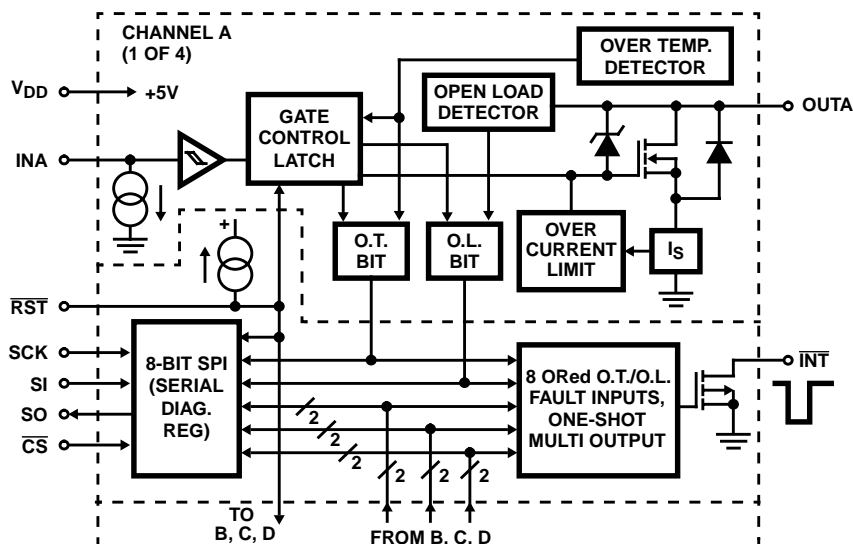 CHANNEL A
(1 OF 4)
OVER TEMP.
DETECTOR
VDD
+5V
OPEN LOAD
DETECTOR
OUTA
GATE
CONTROL
LATCH
INA
O.T.
BIT
O.L.
BIT
OVER
CURRENT
LIMIT
IS
+
RST
SCK
SI
SO
CS
8-BIT SPI
(SERIAL
DIAG.
REG)
8 ORed O.T./O.L.
FAULT INPUTS,
ONE-SHOT
MULTI OUTPUT
INT
2
2
2
2
2
2
TO
B, C, D
FROM B, C, D